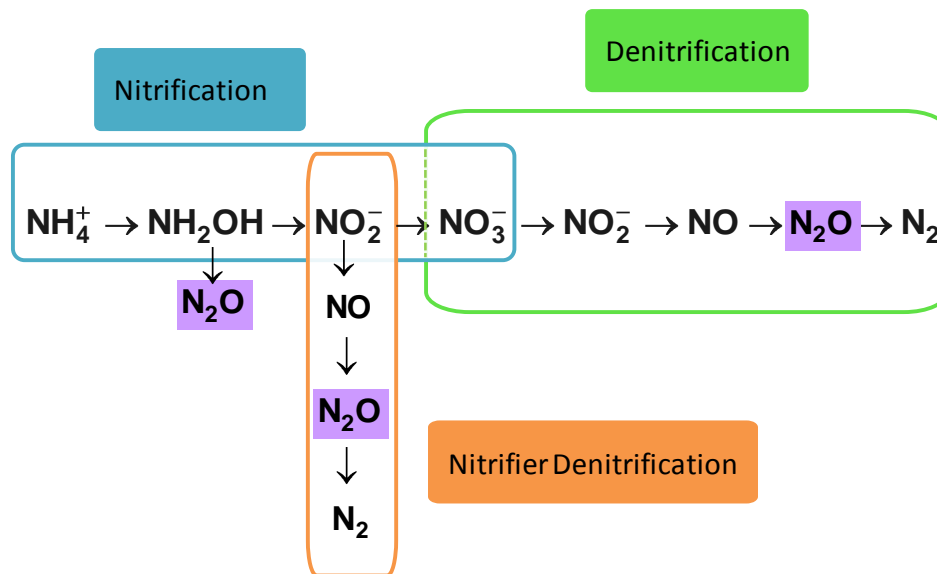 Denitrification
Nitrification
NH₄⁺ → NH₂OH → NO₂⁻ → NO₃⁻ → NO₂⁻ → NO → N₂O → N₂
↓ ↓
N₂O NO
↓
N₂O
↓
Nitrifier Denitrification
N₂